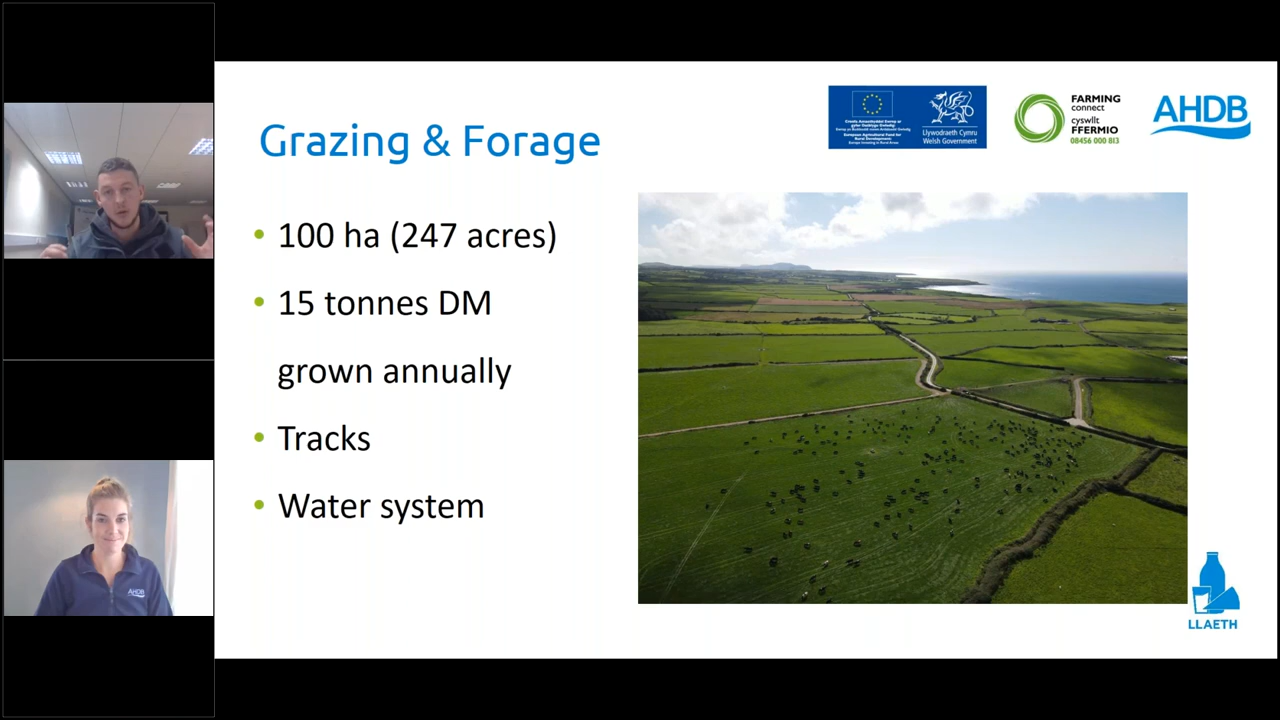 Grazing & Forage
• 100 ha (247 acres)
• 15 tonnes DM
grown annually
• Tracks
• Water system
Llywodraeth Cymru
Welsh Government
FARMING
connect
cyswllt
FFERMIO
08456 000 813
AHDB
AHDB
LLAETH